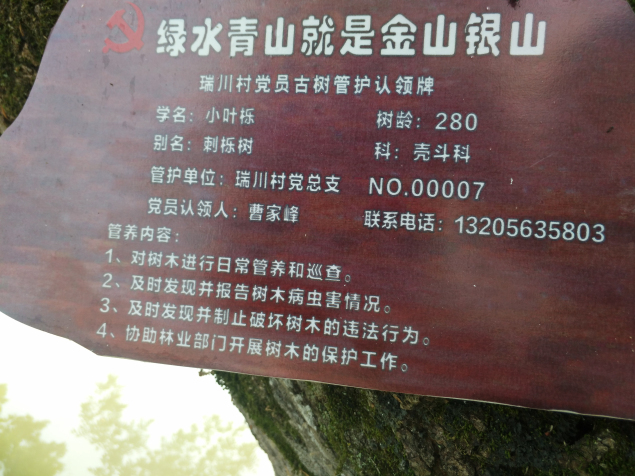 绿水青山就是金山银山
瑞川村党员古树管护认领牌
学名：小叶栎 树龄：280
别名：刺栎树 科：壳斗科
管护单位：瑞川村党总支 NO.00007
党员认领人：曹家峰 联系电话：13205635803
管养内容：
1、对树木进行日常管养和巡查。
2、及时发现并报告树木病虫害情况。
3、及时发现并制止破坏树木的违法行为。
4、协助林业部门开展树木的保护工作。